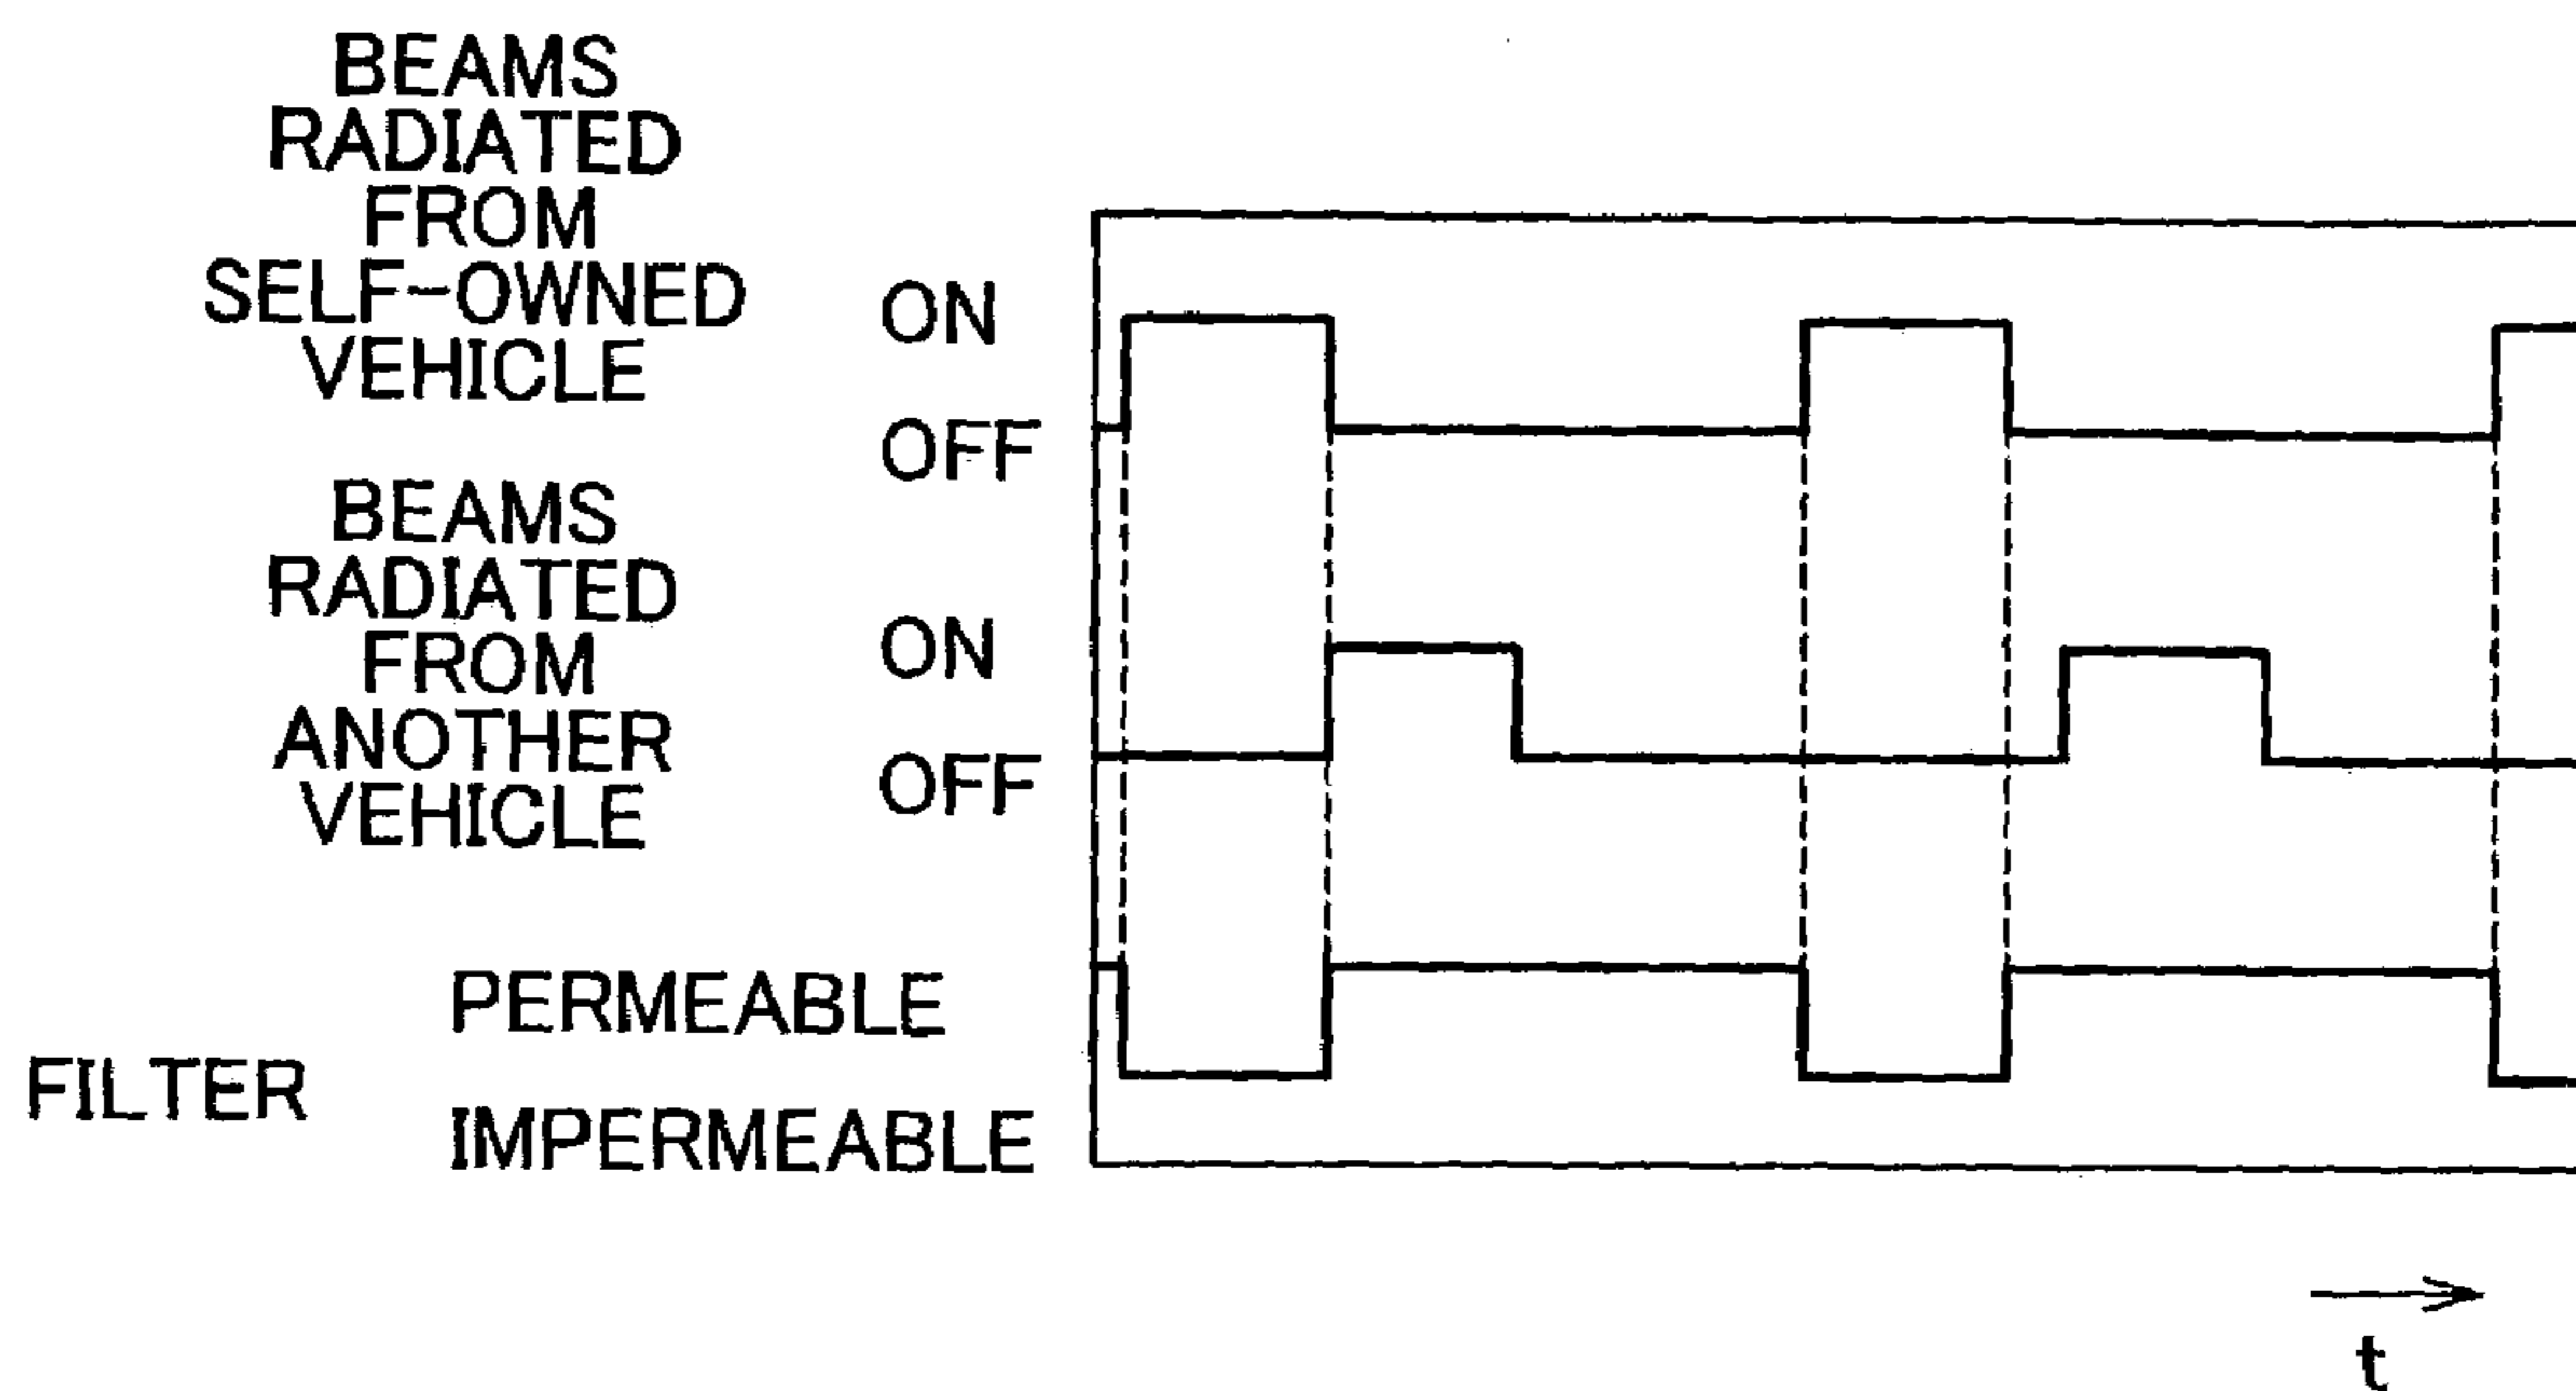 BEAMS
RADIATED
FROM
SELF-OWNED
VEHICLE
ON
OFF
BEAMS
RADIATED
FROM
ANOTHER
VEHICLE
ON
OFF
FILTER
PERMEABLE
IMPERMEABLE
t